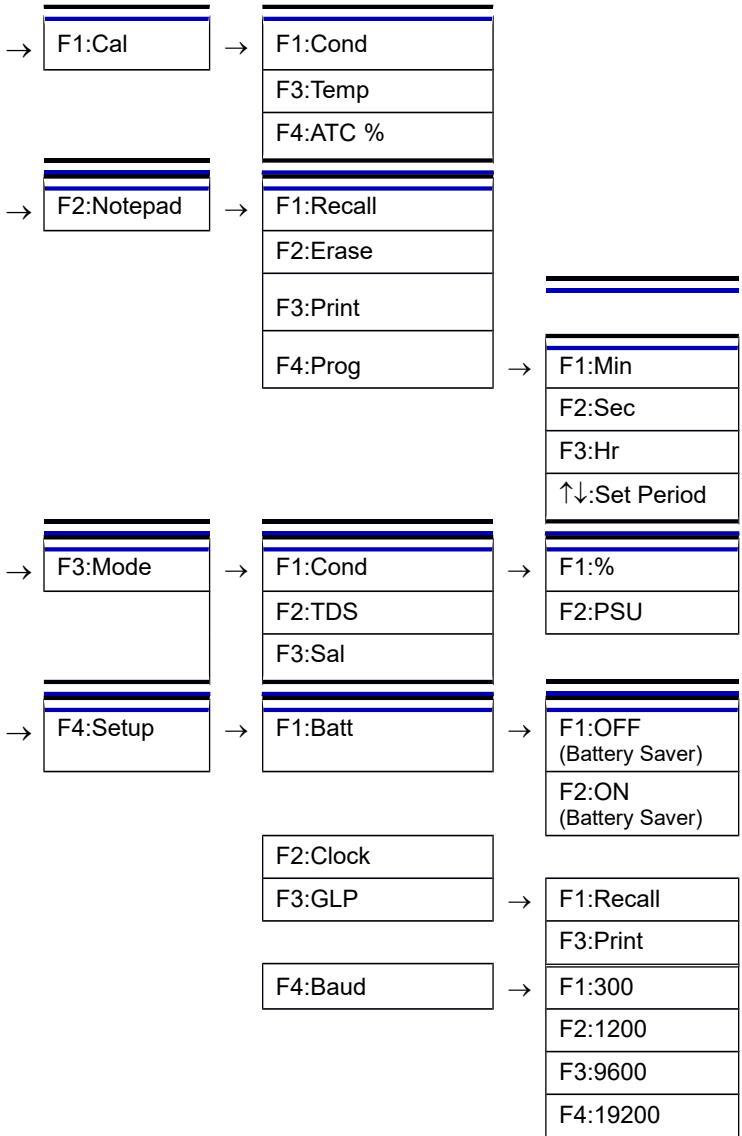 → F1:Cal → F1:Cond
F3:Temp
F4:ATC %
→ F2:Notepad → F1:Recall
F2:Erase
F3:Print
F4:Prog → F1:Min
F2:Sec
F3:Hr
↑↓:Set Period
→ F3:Mode → F1:Cond → F1:%
F2:TDS F2:PSU
F3:Sal
→ F4:Setup → F1:Batt → F1:OFF
(Battery Saver)
F2:ON
(Battery Saver)
F2:Clock
F3:GLP → F1:Recall
F3:Print
F4:Baud → F1:300
F2:1200
F3:9600
F4:19200